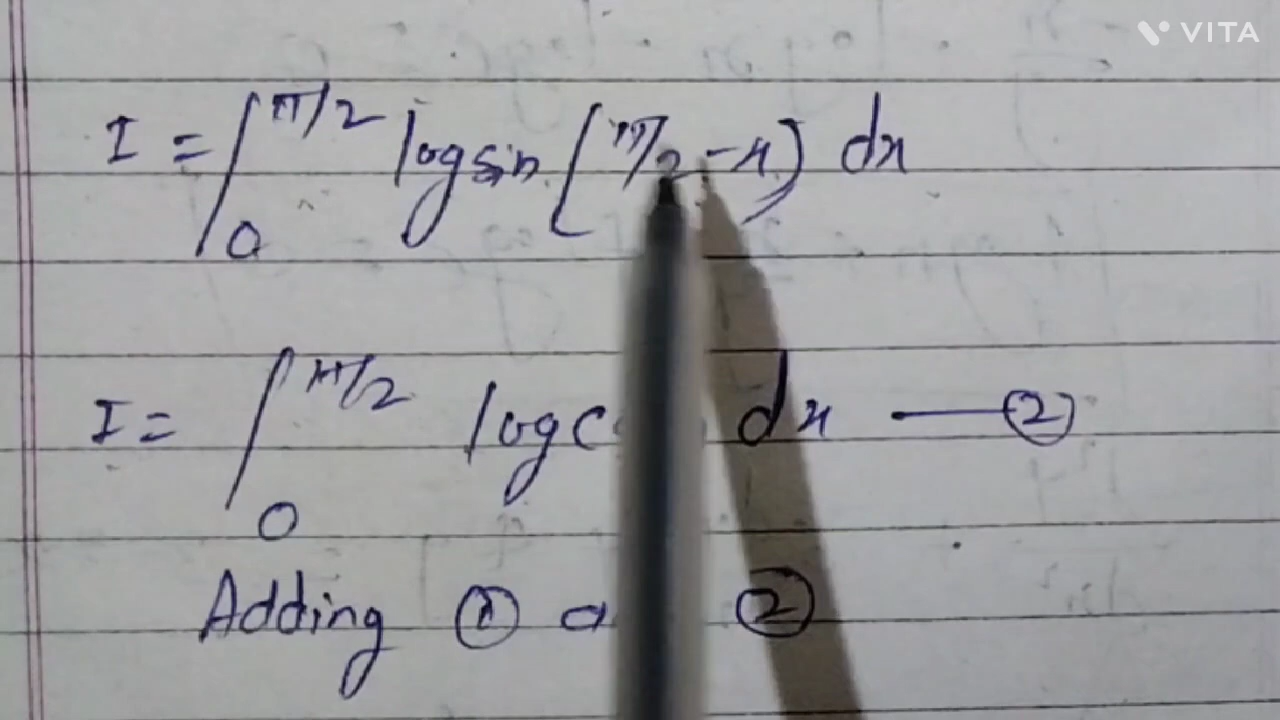 VITA
I = ∫₀^π/2 log sin (π/2 - x) dx
I = ∫₀^π/2 log dx — ②
Adding ① ②